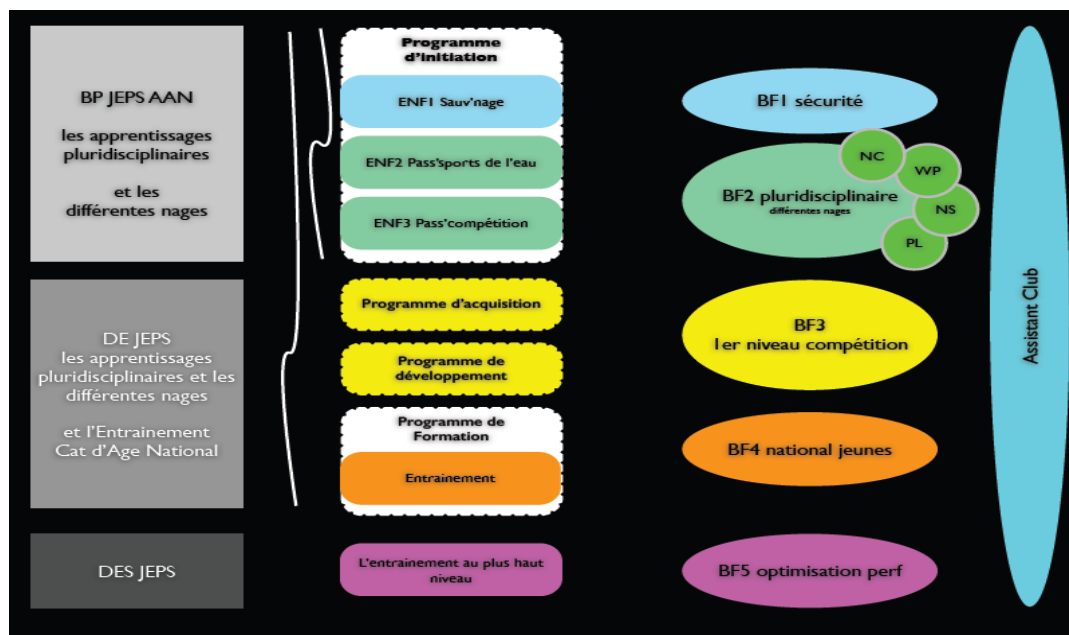 BP JEPS AAN
les apprentissages
pluridisciplinaires
et les
différentes nages
DE JEPS
les apprentissages
pluridisciplinaires et les
différentes nages
et l'Entrainement
Cat d'Age National
DES JEPS
Programme
d'initiation
ENF1 Sauv'nage
ENF2 Pass'sports de l'eau
ENF3 Pass'compétition
Programme d'acquisition
Programme de
développement
Programme de
Formation
Entrainement
L'entrainement au plus haut
niveau
BF1 sécurité
BF2 pluridisciplinaire
différentes nages
NC
WP
NS
PL
BF3
1er niveau compétition
BF4 national jeunes
BF5 optimisation perf
Assistant Club